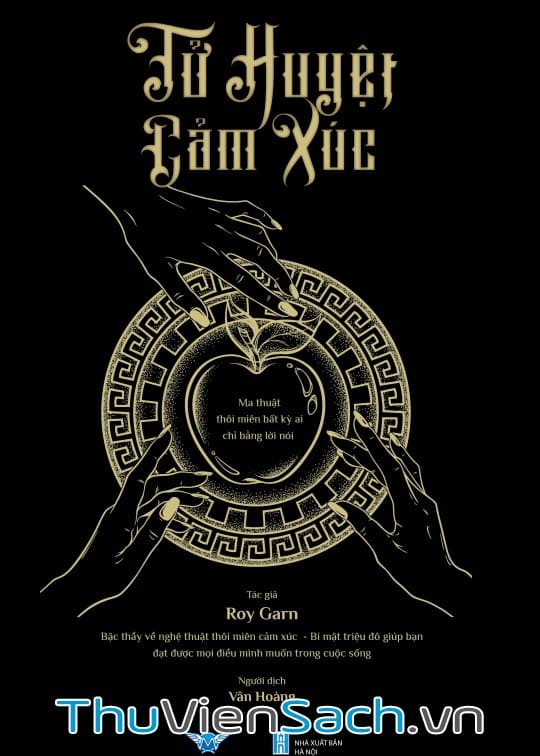 Tử Huyệt
Cảm Xúc
Ma thuật
thôi miên bất kỳ ai
chỉ bằng lời nói
Tác giả
Roy Garn
Bậc thầy về nghệ thuật thôi miên cảm xúc - Bí mật triệu đô giúp bạn
đạt được mọi điều mình muốn trong cuộc sống
Người dịch
Vân Hoàng
ThuVienSach.vn
NHÀ XUẤT BẢN
HÀ NỘI